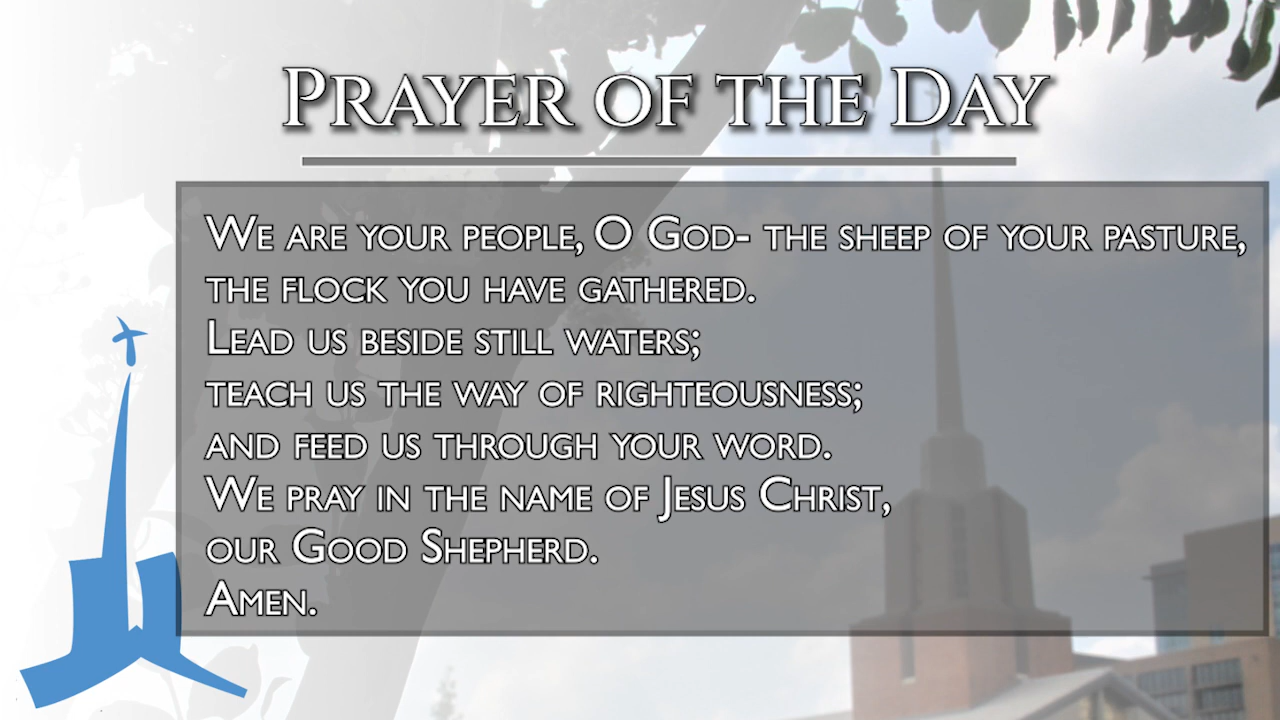 Prayer of the Day
We are your people, O God- the sheep of your pasture,
the flock you have gathered.
Lead us beside still waters;
teach us the way of righteousness;
and feed us through your word.
We pray in the name of Jesus Christ,
our Good Shepherd.
Amen.